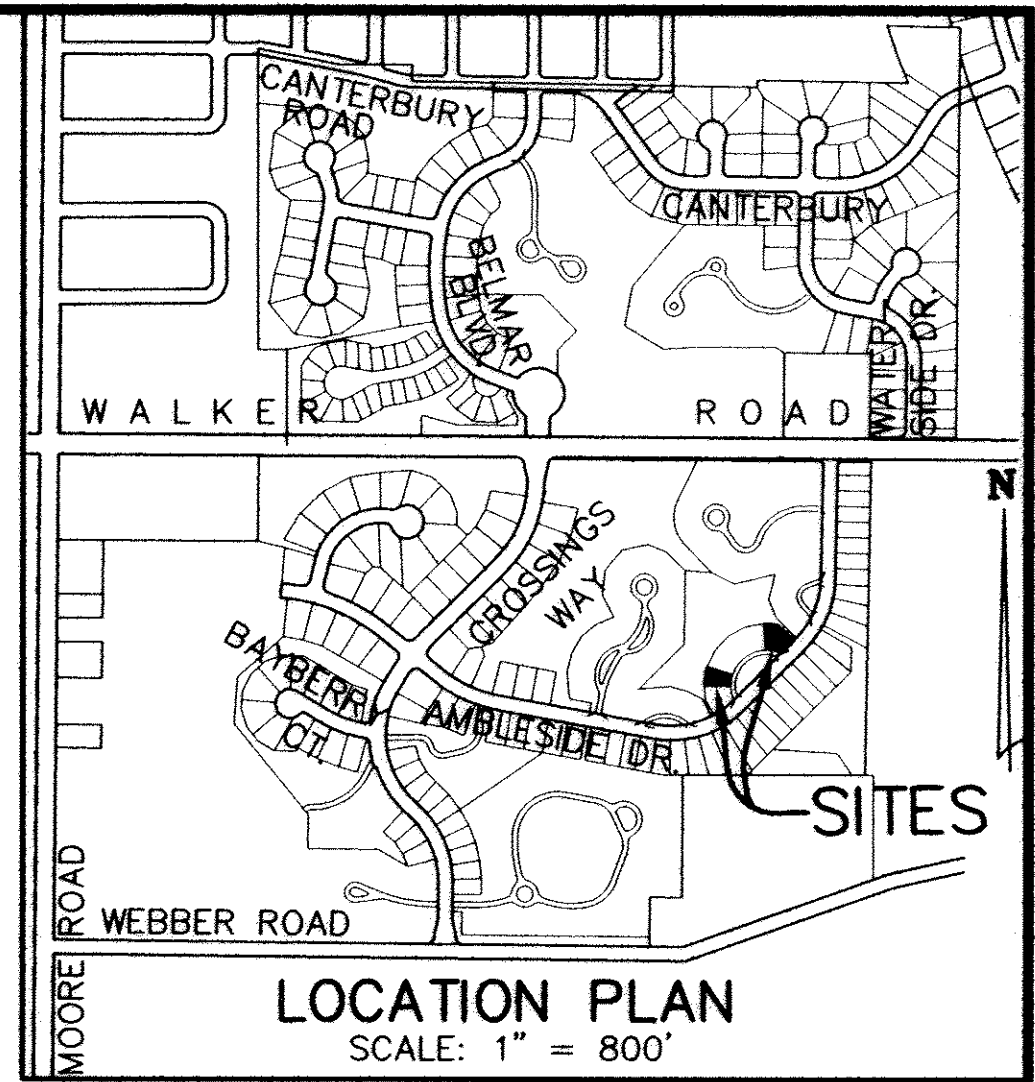 CANTERBURY
ROAD
CANTERBURY
BELMAR
BLVD.
WATER
SIDE DR.
WALKER ROAD
N
CROSSINGS
WAY
BAYBERRY
CT.
AMBLESIDE DR.
SITES
MOORE ROAD
WEBBER ROAD
LOCATION PLAN
SCALE: 1" = 800'